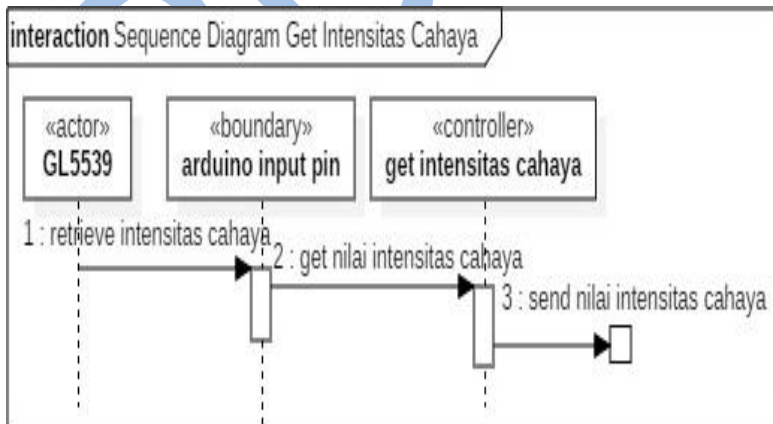 interaction Sequence Diagram Get Intensitas Cahaya
«actor»
GL5539
«boundary»
arduino input pin
«controller»
get intensitas cahaya
1 : retrieve intensitas cahaya
2 : get nilai intensitas cahaya
3 : send nilai intensitas cahaya